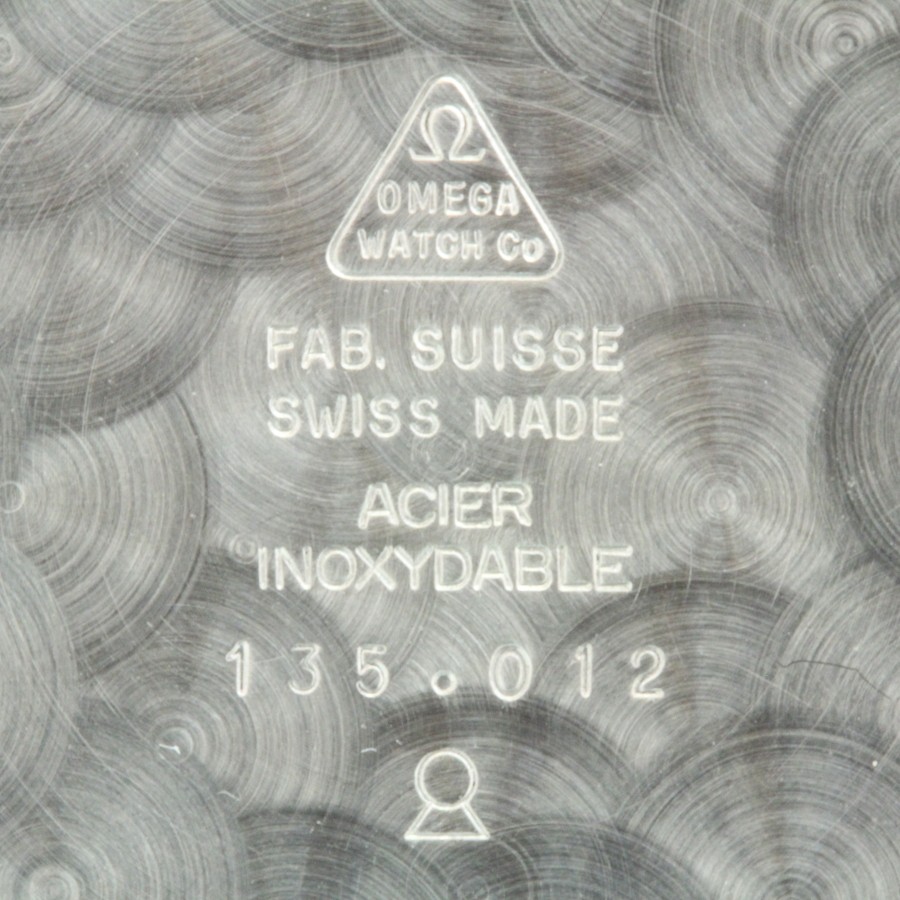 Ω
OMEGA
WATCH Co
FAB. SUISSE
SWISS MADE
ACIER
INOXYDABLE
135.012